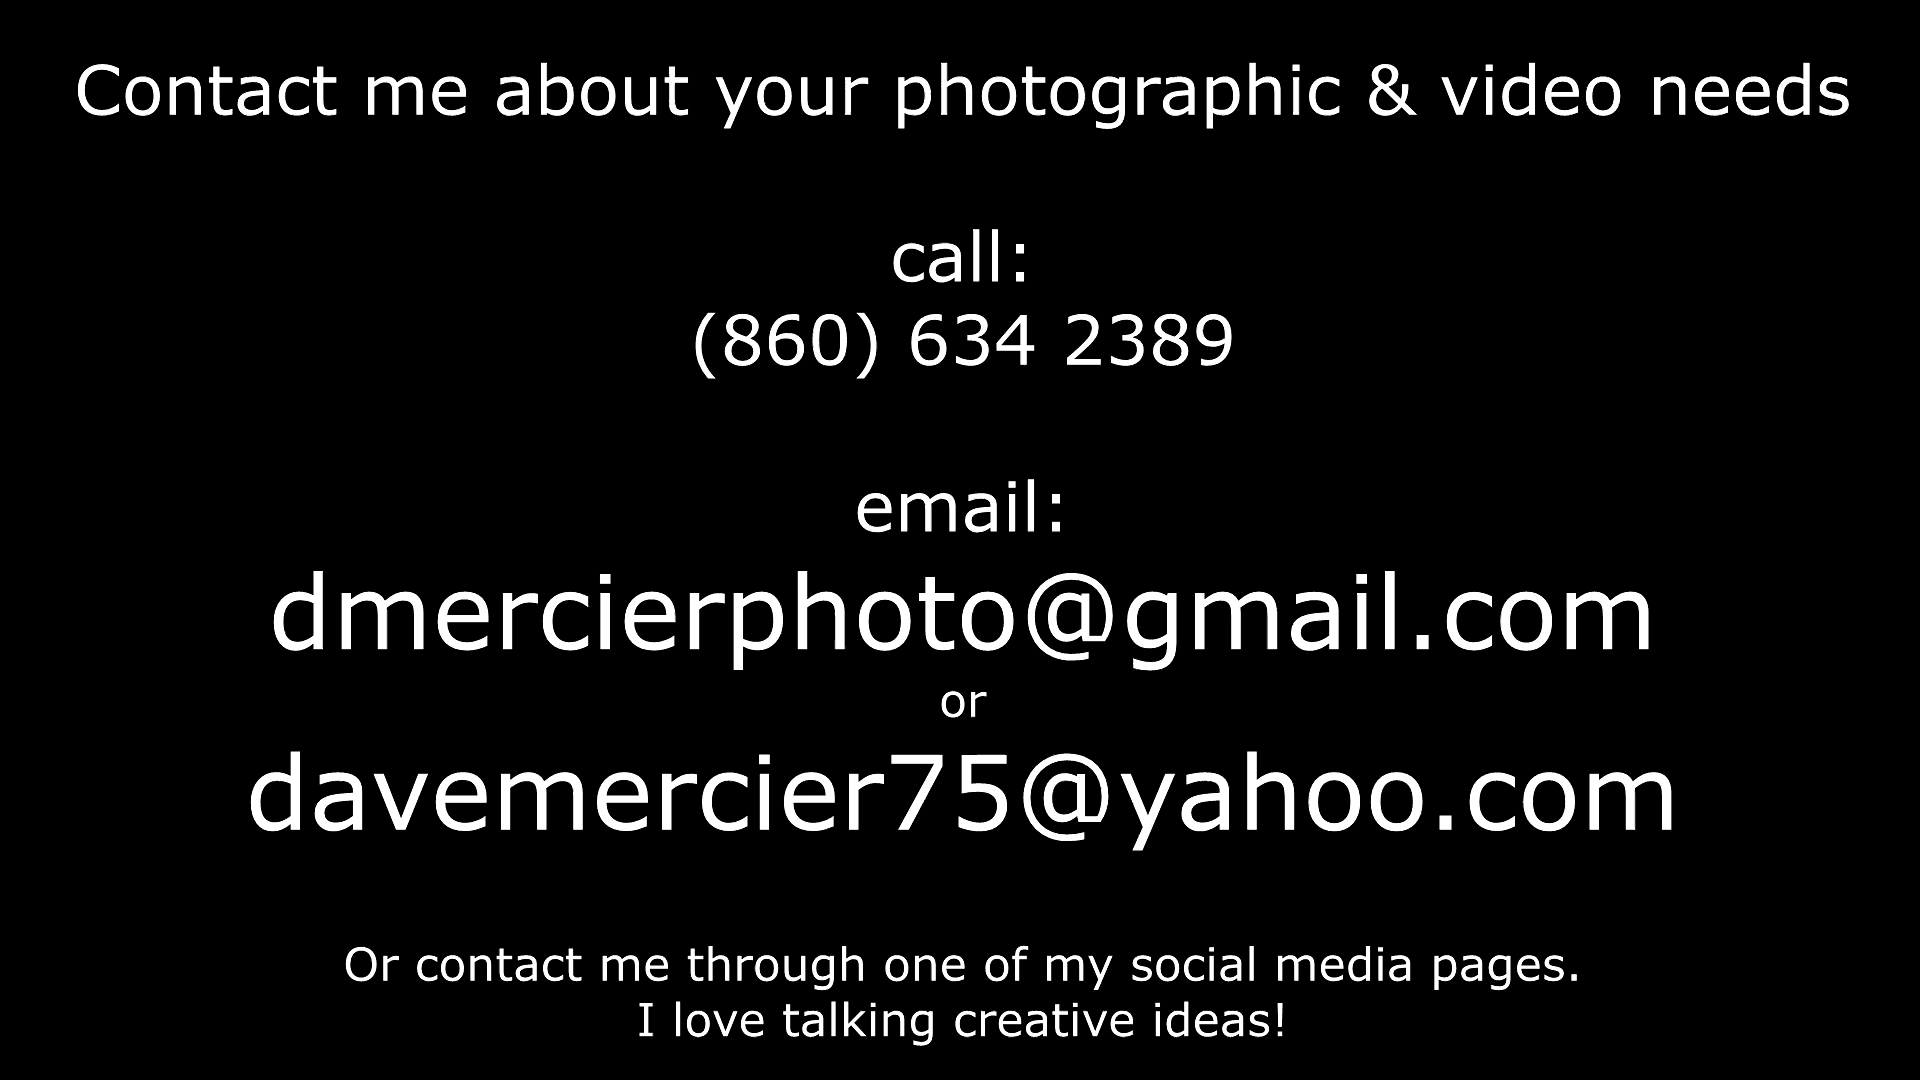 Contact me about your photographic & video needs
call:
(860) 634 2389
email:
dmercierphoto@gmail.com
or
davemercier75@yahoo.com
Or contact me through one of my social media pages.
I love talking creative ideas!